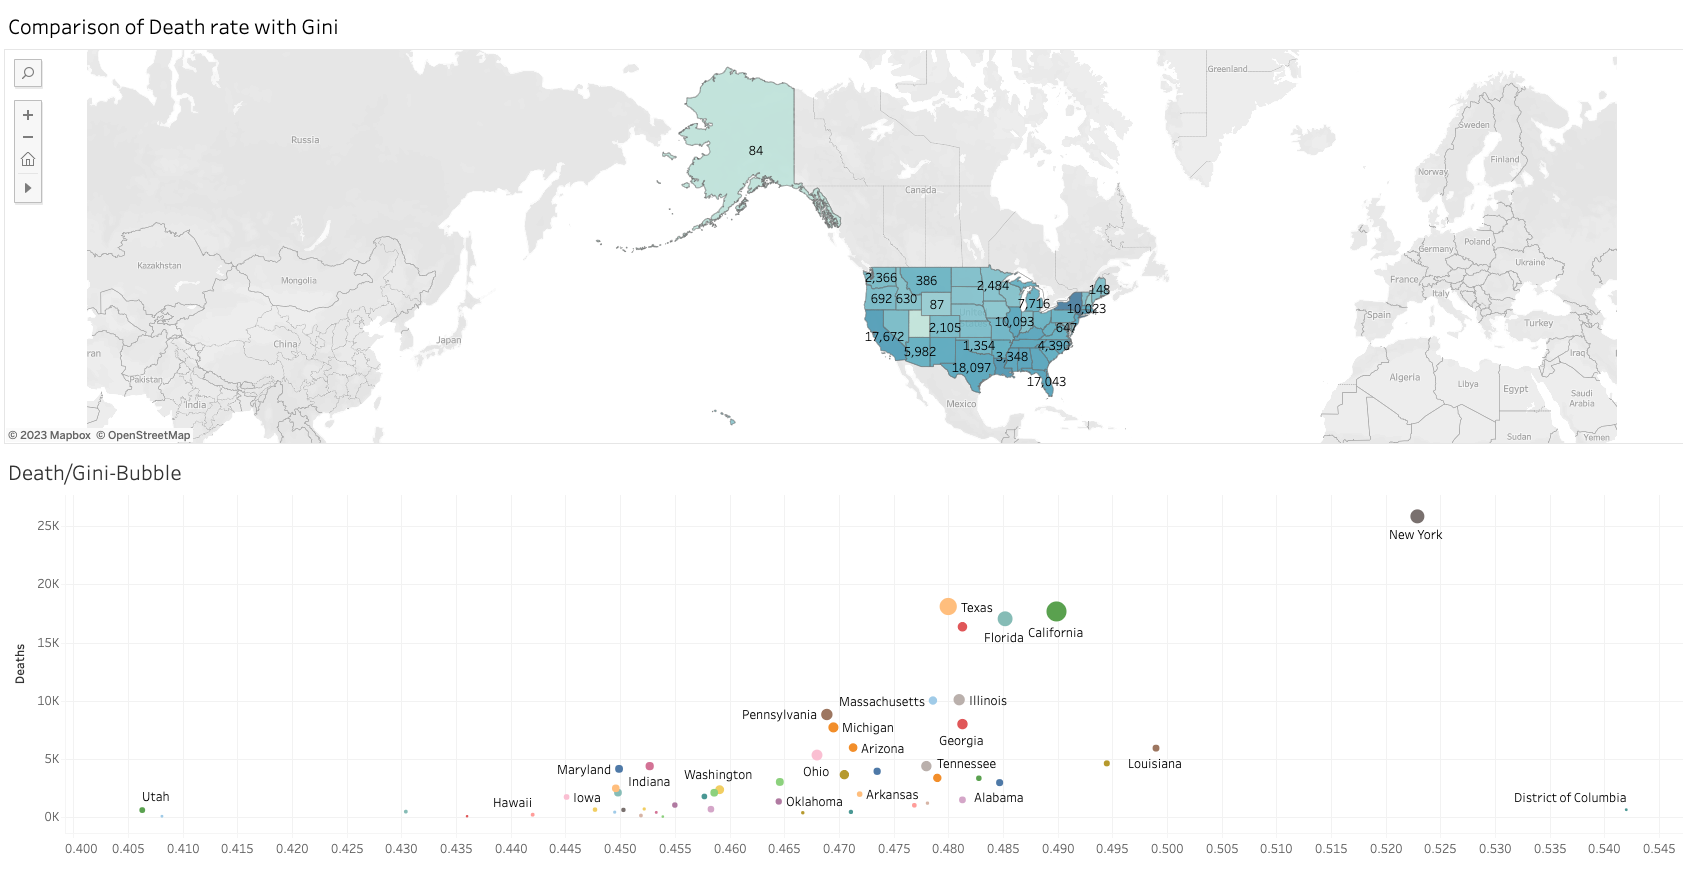 Comparison of Death rate with Gini
Greenland
Russia
Sweden
Finland
Norway
84
Canada
Kazakhstan
Mongolia
Germany
Poland
Ukraine
France
Italy
2,366
386
2,484
148
692
630
87
7,716
10,023
Spain
Turkey
China
Japan
17,672
2,105
10,093
647
5,982
1,354
3,348
4,390
18,097
17,043
ran
Pakistan
India
Mexico
Iraq
Algeria
Libya
Egypt
Saudi
Arabia
Sudan
Yemen
© 2023 Mapbox © OpenStreetMap
Death/Gini-Bubble
Deaths
25K
20K
15K
10K
5K
0K
New York
Texas
Florida
California
Massachusetts
Illinois
Pennsylvania
Michigan
Georgia
Arizona
Maryland
Indiana
Washington
Ohio
Tennessee
Louisiana
Utah
Hawaii
Iowa
Oklahoma
Arkansas
Alabama
District of Columbia
0.400 0.405 0.410 0.415 0.420 0.425 0.430 0.435 0.440 0.445 0.450 0.455 0.460 0.465 0.470 0.475 0.480 0.485 0.490 0.495 0.500 0.505 0.510 0.515 0.520 0.525 0.530 0.535 0.540 0.545